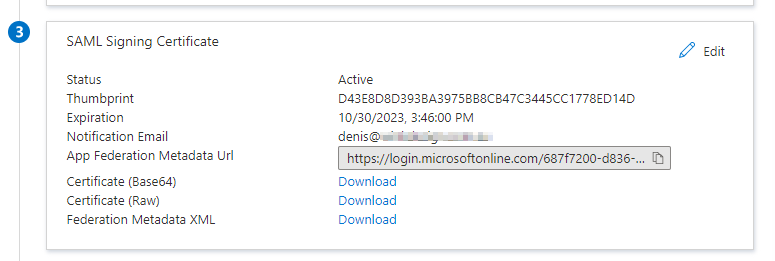 3
SAML Signing Certificate
Edit
Status Active
Thumbprint D43E8D8D393BA3975BB8CB47C3445CC1778ED14D
Expiration 10/30/2023, 3:46:00 PM
Notification Email denis@
App Federation Metadata Url https://login.microsoftonline.com/687f7200-d836-...
Certificate (Base64) Download
Certificate (Raw) Download
Federation Metadata XML Download